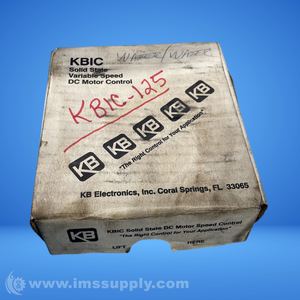 KBIC
Solid State
Variable Speed
DC Motor Control
WATER/WATER
KBIC-125
KB KB KB KB KB
"The Right Control for Your Application"
KB Electronics, Inc. Coral Springs, FL 33065
KB
KBIC Solid State DC Motor Speed Control
"The Right Control for Your Application"
LIFT HERE
© www.imssupply.com